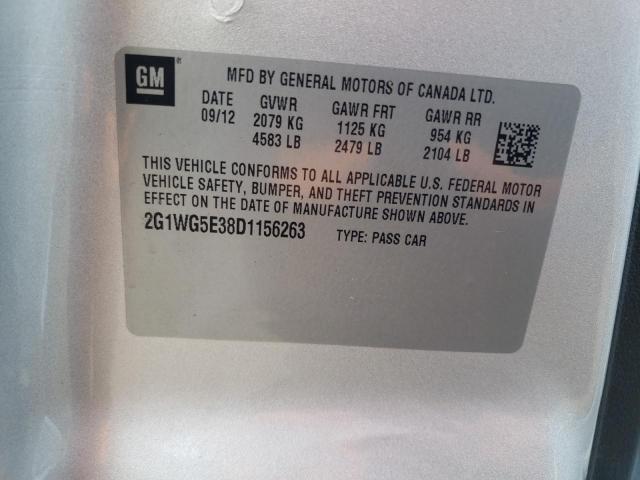 GM
MFD BY GENERAL MOTORS OF CANADA LTD.
DATE GVWR GAWR FRT GAWR RR
09/12 2079 KG 1125 KG 954 KG
4583 LB 2479 LB 2104 LB
THIS VEHICLE CONFORMS TO ALL APPLICABLE U.S. FEDERAL MOTOR
VEHICLE SAFETY, BUMPER, AND THEFT PREVENTION STANDARDS IN
EFFECT ON THE DATE OF MANUFACTURE SHOWN ABOVE.
2G1WG5E38D1156263 TYPE: PASS CAR